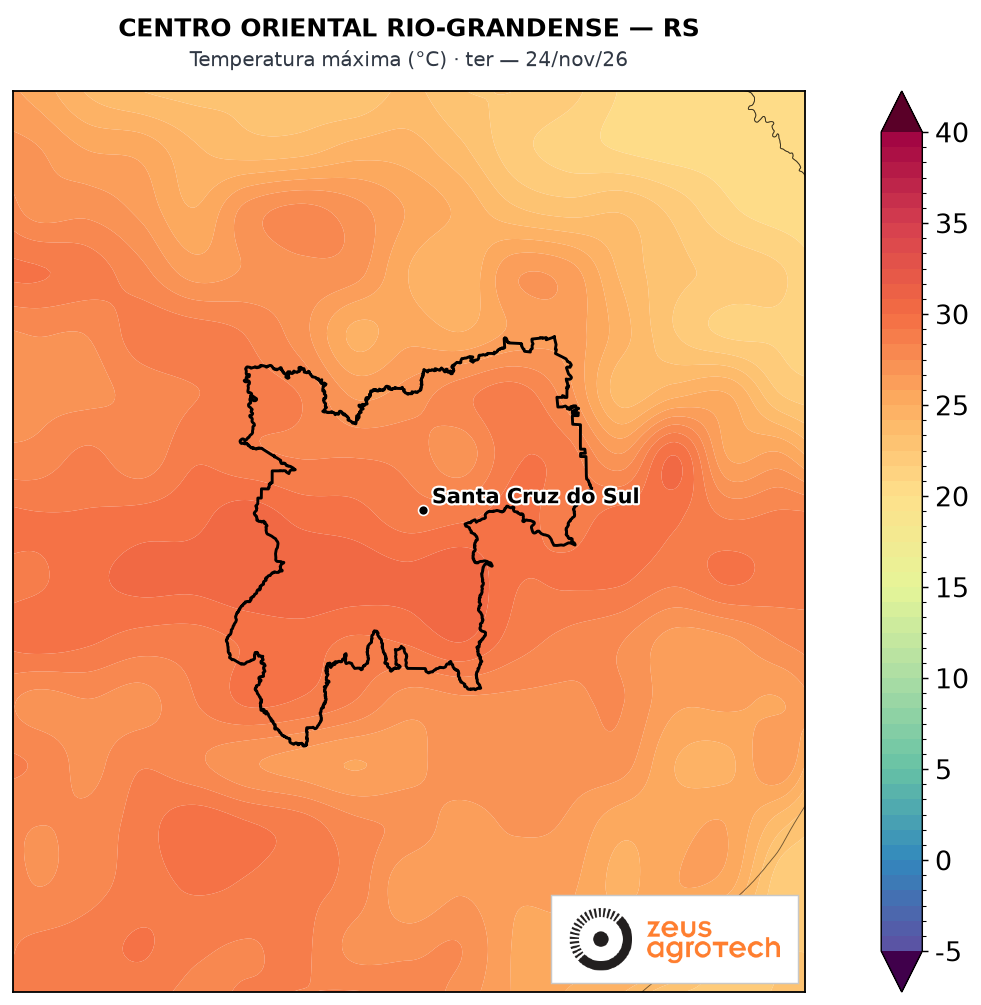 CENTRO ORIENTAL RIO-GRANDENSE — RS
Temperatura máxima (°C) · ter — 24/nov/26
40
35
30
25
20
15
10
5
0
-5
Santa Cruz do Sul
zeus
agrotech